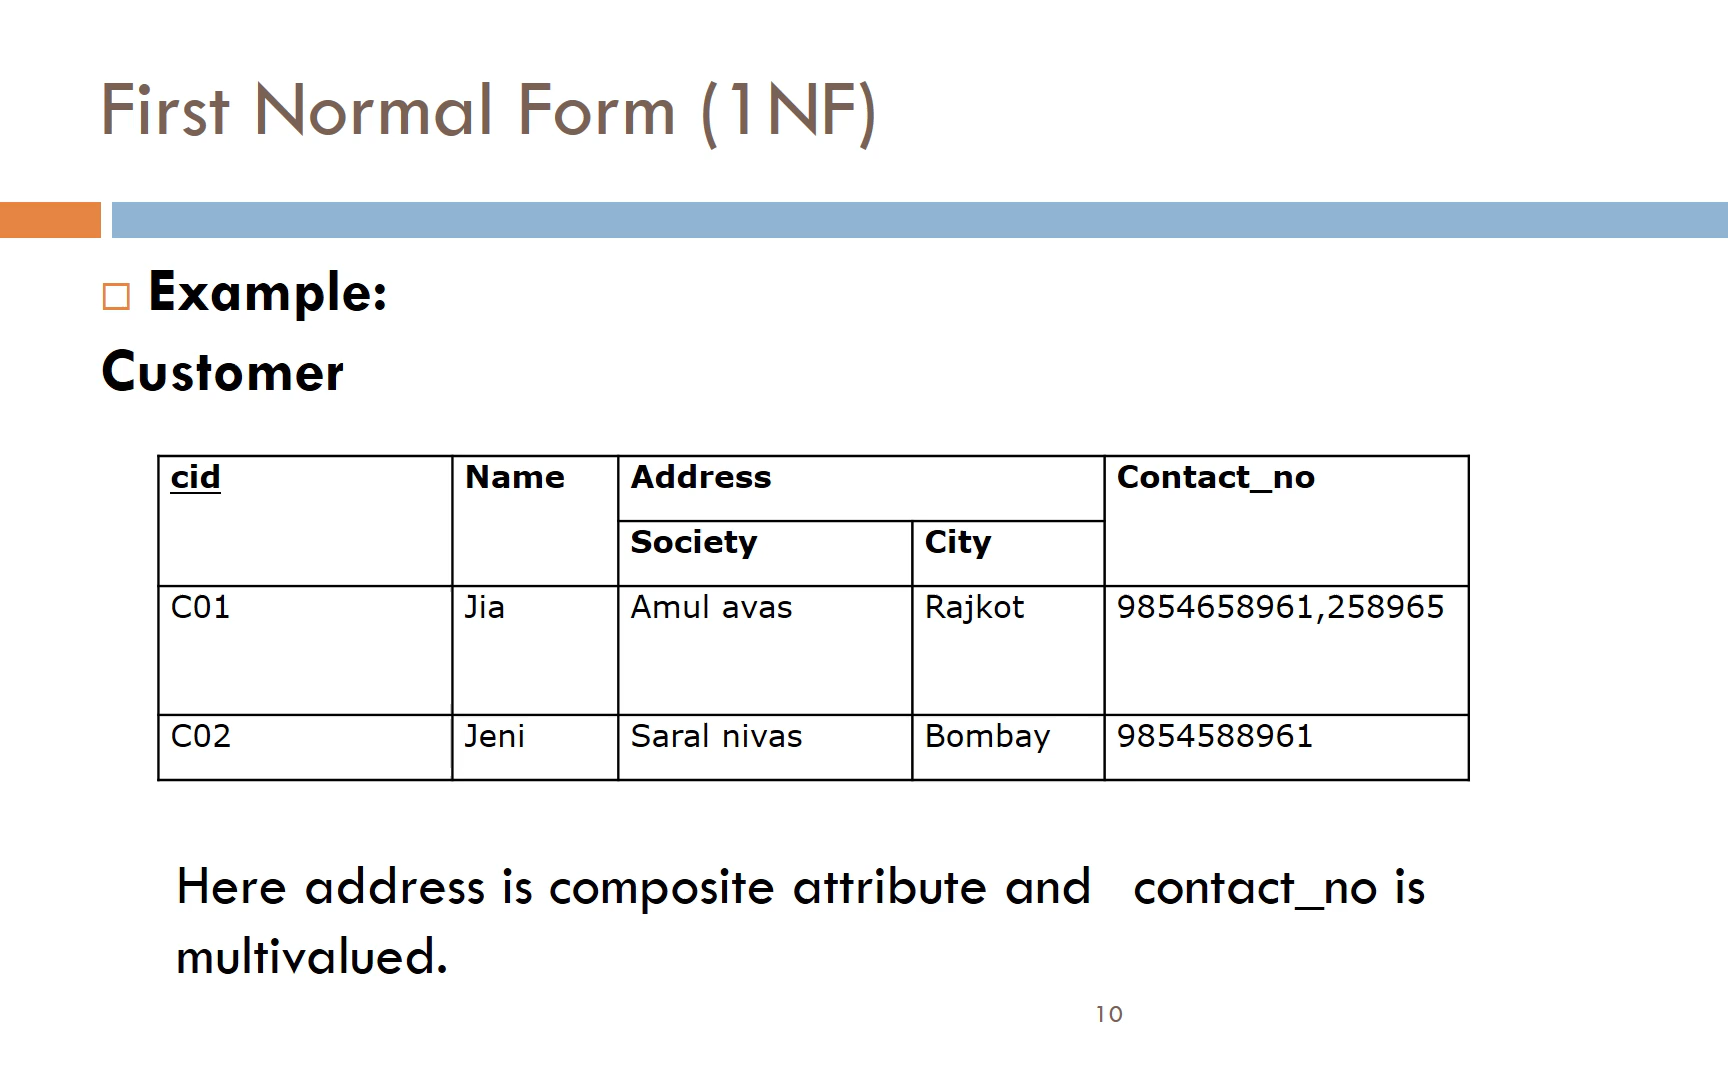 First Normal Form (1NF)
Example:
Customer
cid Name Address Contact_no
Society City
C01 Jia Amul avas Rajkot 9854658961,258965
C02 Jeni Saral nivas Bombay 9854588961
Here address is composite attribute and contact_no is
multivalued.
10